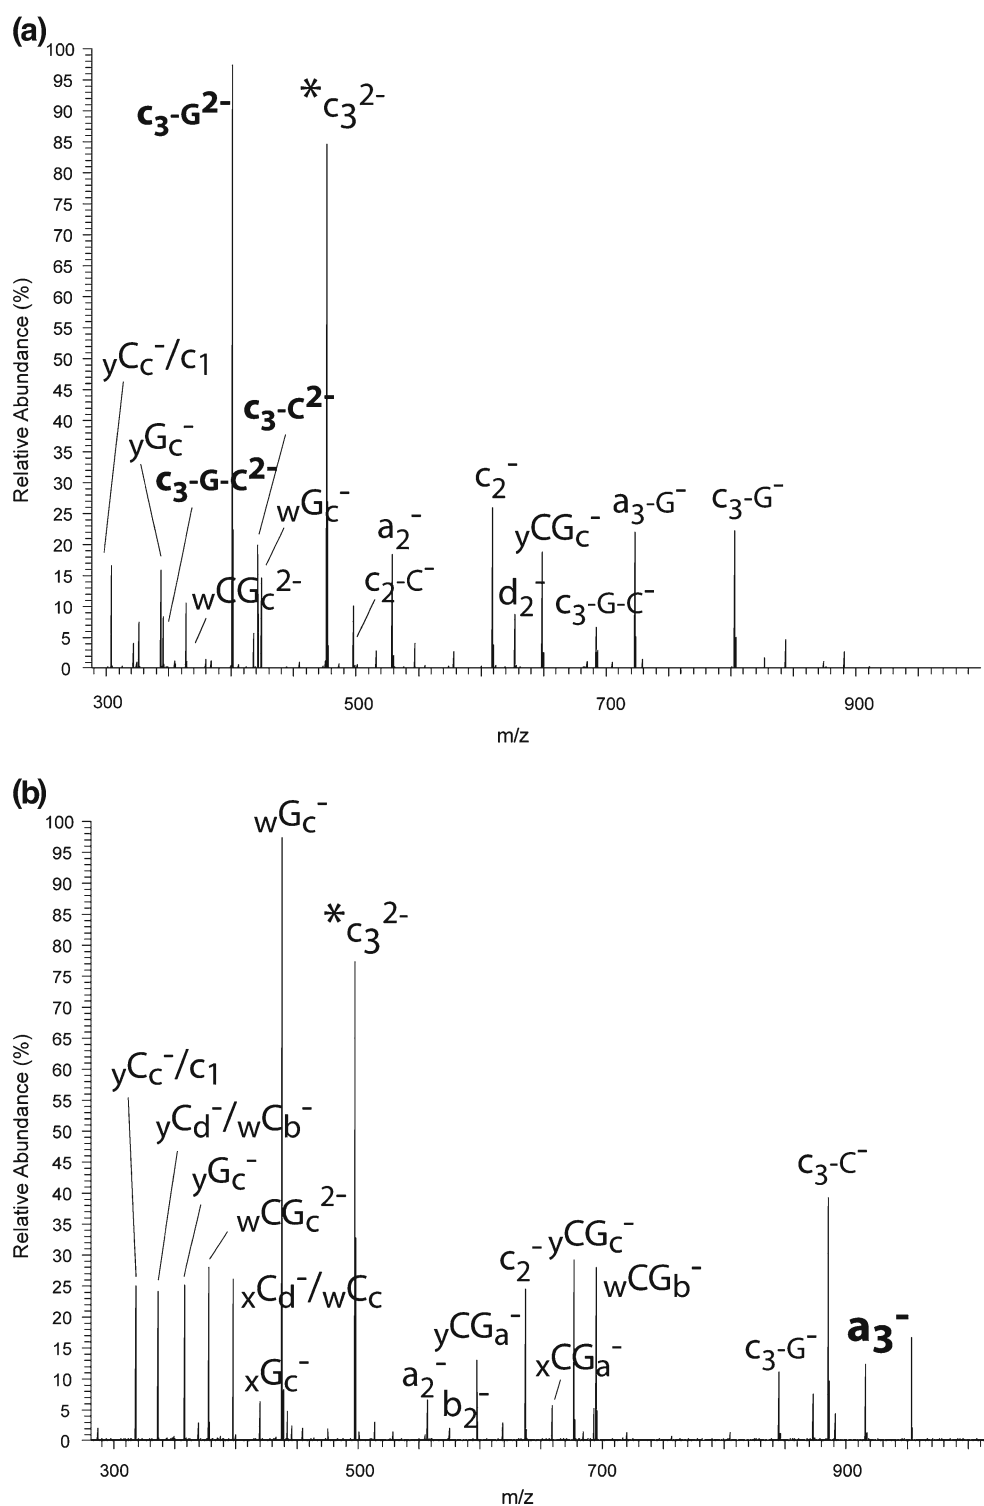 (a)
100
95
90
85
80
75
70
65
60
55
50
45
40
35
30
25
20
15
10
5
0
Relative Abundance (%)
c3-G2-
*c3 2-
yCc-/c1
yGc-
c3-G-C2-
c3-C2-
wGc-
wCGc2-
a2-
c2-C-
c2-
d2-
yCGc-
c3-G-C-
a3-G-
c3-G-
300 500 700 900
m/z
(b)
100
95
90
85
80
75
70
65
60
55
50
45
40
35
30
25
20
15
10
5
0
Relative Abundance (%)
wGc-
*c3 2-
yCc-/c1
yCd-/wCb-
yGc-
wCGc2-
xCd-/wCc
xGc-
a2-
b2-
yCGa-
c2-
yCGc-
xCGa-
wCGb-
c3-G-
c3-C-
a3-
300 500 700 900
m/z